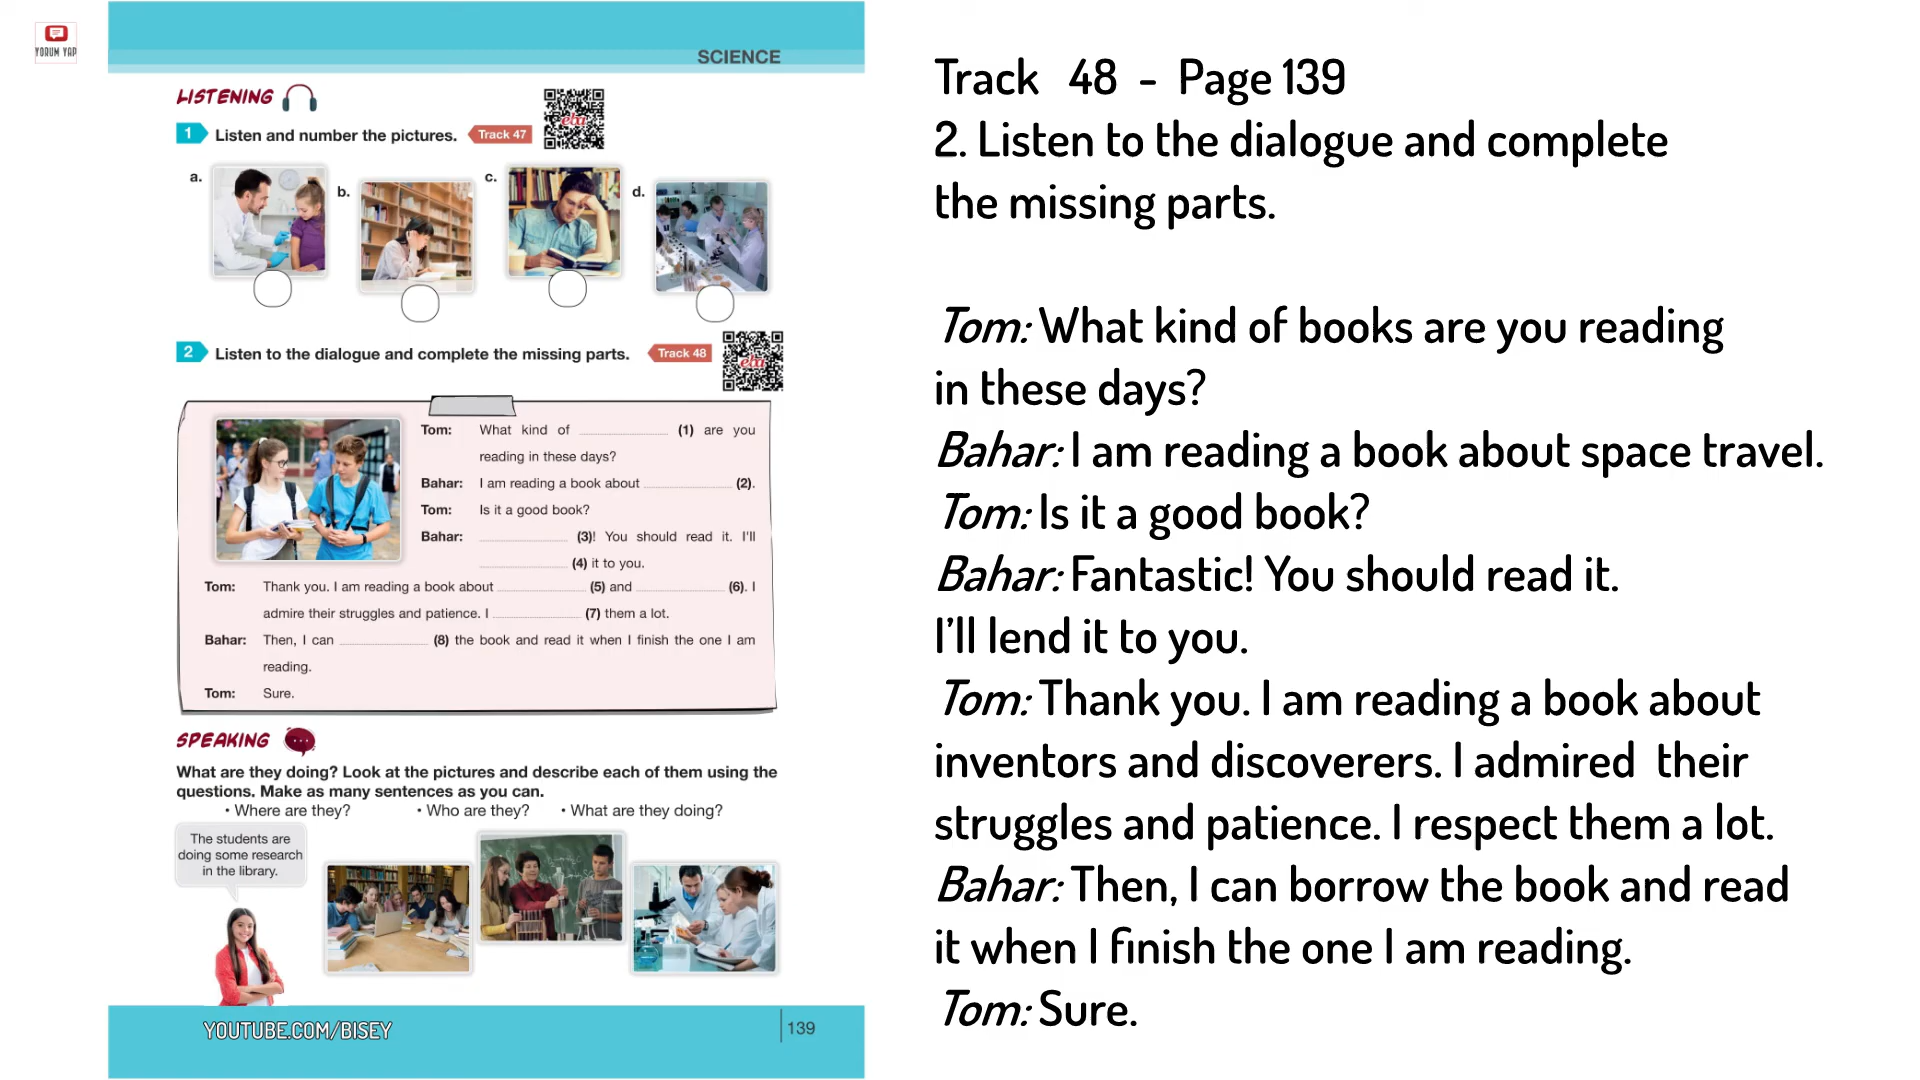 YORUM YAP
SCIENCE
LISTENING
1 Listen and number the pictures. Track 47
eba
a.
b.
c.
d.
2 Listen to the dialogue and complete the missing parts. Track 48
eba
Tom: What kind of (1) are you
reading in these days?
Bahar: I am reading a book about (2).
Tom: Is it a good book?
Bahar: (3)! You should read it. I'll
(4) it to you.
Tom: Thank you. I am reading a book about (5) and (6). I
admire their struggles and patience. I (7) them a lot.
Bahar: Then, I can (8) the book and read it when I finish the one I am
reading.
Tom: Sure.
SPEAKING
What are they doing? Look at the pictures and describe each of them using the
questions. Make as many sentences as you can.
• Where are they? • Who are they? • What are they doing?
The students are
doing some research
in the library.
YOUTUBE.COM/BISEY
139
Track 48 - Page 139
2. Listen to the dialogue and complete
the missing parts.
Tom: What kind of books are you reading
in these days?
Bahar: I am reading a book about space travel.
Tom: Is it a good book?
Bahar: Fantastic! You should read it.
I'll lend it to you.
Tom: Thank you. I am reading a book about
inventors and discoverers. I admired their
struggles and patience. I respect them a lot.
Bahar: Then, I can borrow the book and read
it when I finish the one I am reading.
Tom: Sure.